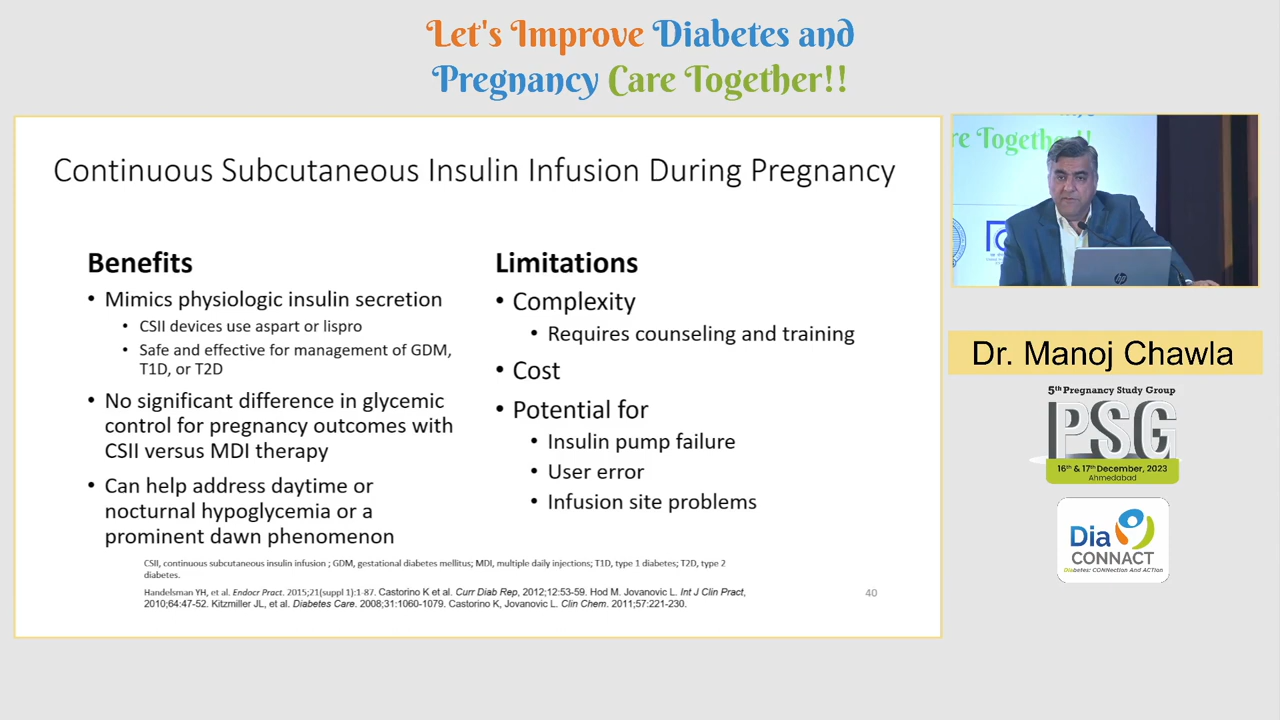 Let's Improve Diabetes and
Pregnancy Care Together!!
Continuous Subcutaneous Insulin Infusion During Pregnancy
Benefits
• Mimics physiologic insulin secretion
• CSII devices use aspart or lispro
• Safe and effective for management of GDM,
T1D, or T2D
• No significant difference in glycemic
control for pregnancy outcomes with
CSII versus MDI therapy
• Can help address daytime or
nocturnal hypoglycemia or a
prominent dawn phenomenon
Limitations
• Complexity
• Requires counseling and training
• Cost
• Potential for
• Insulin pump failure
• User error
• Infusion site problems
CSII, continuous subcutaneous insulin infusion ; GDM, gestational diabetes mellitus; MDI, multiple daily injections; T1D, type 1 diabetes; T2D, type 2
diabetes.
Handelsman YH, et al. Endocr Pract. 2015;21(suppl 1):1-87. Castorino K et al. Curr Diab Rep, 2012;12:53-59. Hod M. Jovanovic L. Int J Clin Pract,
2010;64:47-52. Kitzmiller JL, et al. Diabetes Care. 2008;31:1060-1079. Castorino K, Jovanovic L. Clin Chem. 2011;57:221-230.
40
re Together!!
hp
Dr. Manoj Chawla
5th Pregnancy Study Group
PSG
16th & 17th December, 2023
Ahmedabad
Dia
CONNACT
Diabetes: CONNection And ACTion